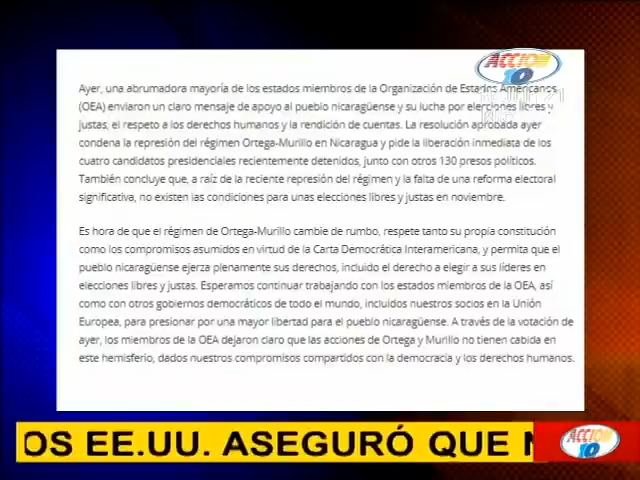 ACCION
10
Ayer, una abrumadora mayoría de los estados miembros de la Organización de Estados Americanos
(OEA) enviaron un claro mensaje de apoyo al pueblo nicaragüense y su lucha por elecciones libres y
justas, el respeto a los derechos humanos y la rendición de cuentas. La resolución aprobada ayer
condena la represión del régimen Ortega-Murillo en Nicaragua y pide la liberación inmediata de los
cuatro candidatos presidenciales recientemente detenidos, junto con otros 130 presos políticos.
También concluye que, a raíz de la reciente represión del régimen y la falta de una reforma electoral
significativa, no existen las condiciones para unas elecciones libres y justas en noviembre.
Es hora de que el régimen de Ortega-Murillo cambie de rumbo, respete tanto su propia constitución
como los compromisos asumidos en virtud de la Carta Democrática Interamericana, y permita que el
pueblo nicaragüense ejerza plenamente sus derechos, incluido el derecho a elegir a sus líderes en
elecciones libres y justas. Esperamos continuar trabajando con los estados miembros de la OEA, así
como con otros gobiernos democráticos de todo el mundo, incluidos nuestros socios en la Unión
Europea, para presionar por una mayor libertad para el pueblo nicaragüense. A través de la votación de
ayer, los miembros de la OEA dejaron claro que las acciones de Ortega y Murillo no tienen cabida en
este hemisferio, dados nuestros compromisos compartidos con la democracia y los derechos humanos.
OS EE.UU. ASEGURÓ QUE N
ACCION
10